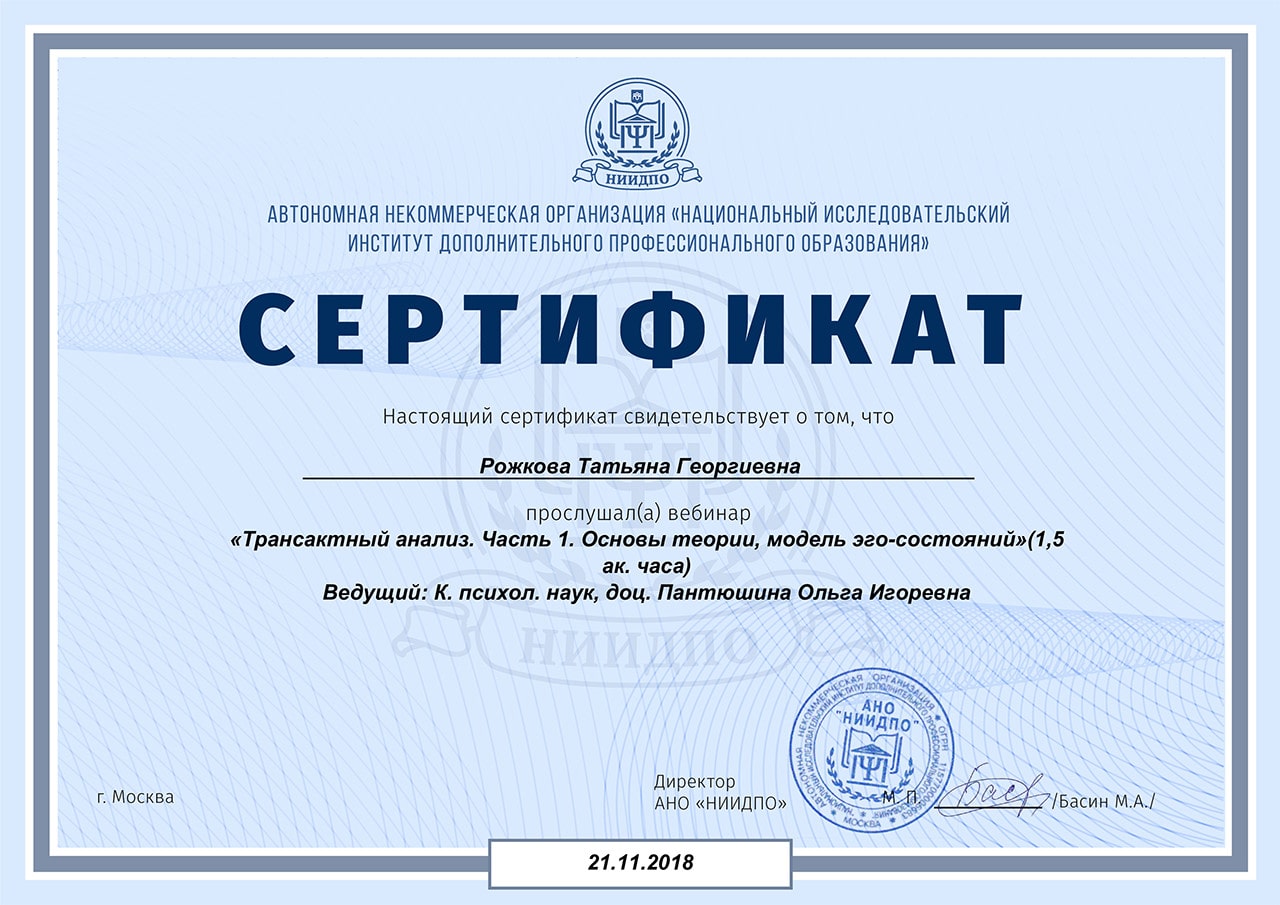 НИИДПО
АВТОНОМНАЯ НЕКОММЕРЧЕСКАЯ ОРГАНИЗАЦИЯ «НАЦИОНАЛЬНЫЙ ИССЛЕДОВАТЕЛЬСКИЙ
ИНСТИТУТ ДОПОЛНИТЕЛЬНОГО ПРОФЕССИОНАЛЬНОГО ОБРАЗОВАНИЯ»
СЕРТИФИКАТ
Настоящий сертификат свидетельствует о том, что
Рожкова Татьяна Георгиевна
прослушал(а) вебинар
«Трансактный анализ. Часть 1. Основы теории, модель эго-состояний»(1,5
ак. часа)
Ведущий: К. психол. наук, доц. Пантюшина Ольга Игоревна
НИИДПО
АВТОНОМНАЯ НЕКОММЕРЧЕСКАЯ ОРГАНИЗАЦИЯ * ОГРН
* МОСКВА *
НАЦИОНАЛЬНЫЙ ИССЛЕДОВАТЕЛЬСКИЙ ИНСТИТУТ ДОПОЛНИТЕЛЬНОГО ПРОФЕССИОНАЛЬНОГО ОБРАЗОВАНИЯ
АНО
"НИИДПО"
г. Москва
Директор
АНО «НИИДПО»
М. П.
/Басин М.А./
21.11.2018